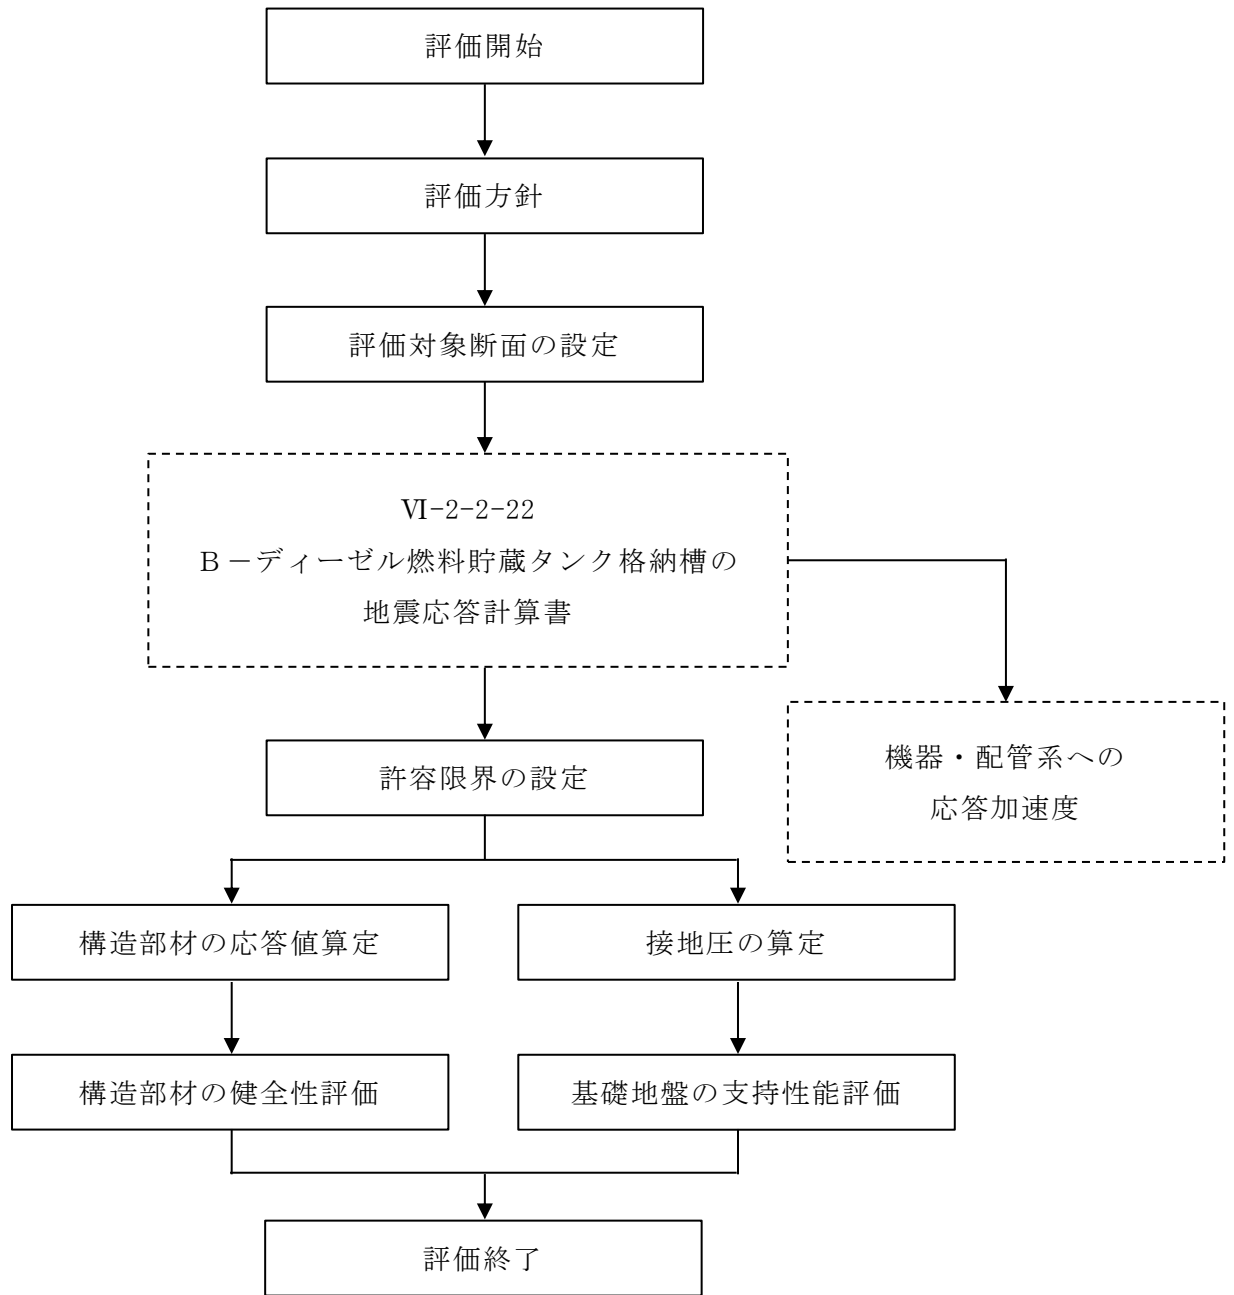 評価開始
評価方針
評価対象断面の設定
Ⅵ-2-2-22
B－ディーゼル燃料貯蔵タンク格納槽の
地震応答計算書
機器・配管系への
応答加速度
許容限界の設定
構造部材の応答値算定
接地圧の算定
構造部材の健全性評価
基礎地盤の支持性能評価
評価終了